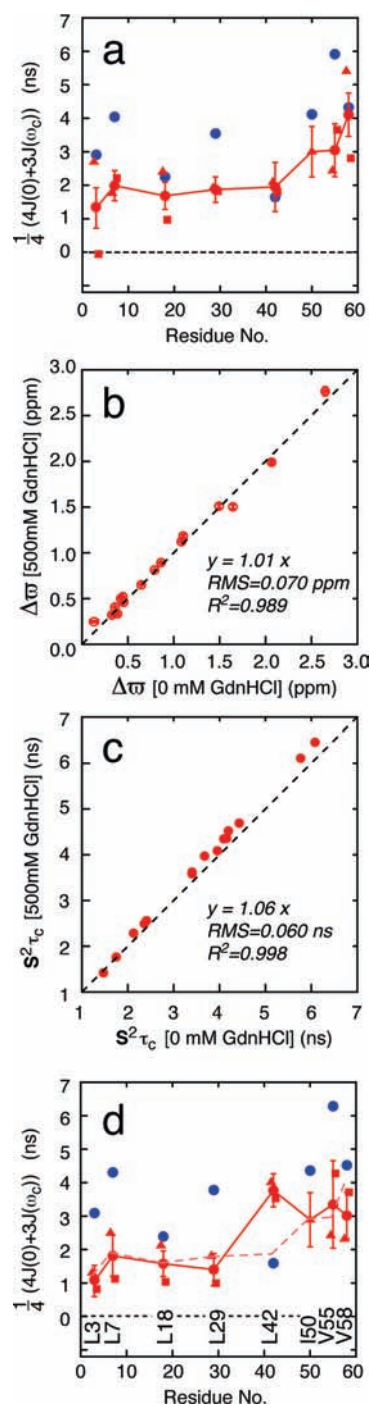 a
¼ (4J(0)+3J(ω_c)) (ns)
7
6
5
4
3
2
1
0
0 10 20 30 40 50 60
Residue No.
b
Δϖ [500mM GdnHCl] (ppm)
3.0
2.5
2.0
1.5
1.0
0.5
0.0
y = 1.01 x
RMS=0.070 ppm
R²=0.989
0.5 1.0 1.5 2.0 2.5 3.0
Δϖ [0 mM GdnHCl] (ppm)
c
S²τ_c [500mM GdnHCl] (ns)
7
6
5
4
3
2
1
y = 1.06 x
RMS=0.060 ns
R²=0.998
1 2 3 4 5 6 7
S²τ_c [0 mM GdnHCl] (ns)
d
¼ (4J(0)+3J(ω_c)) (ns)
7
6
5
4
3
2
1
0
L3 L7 L18 L29 L42 I50 V55 V58
0 10 20 30 40 50 60
Residue No.